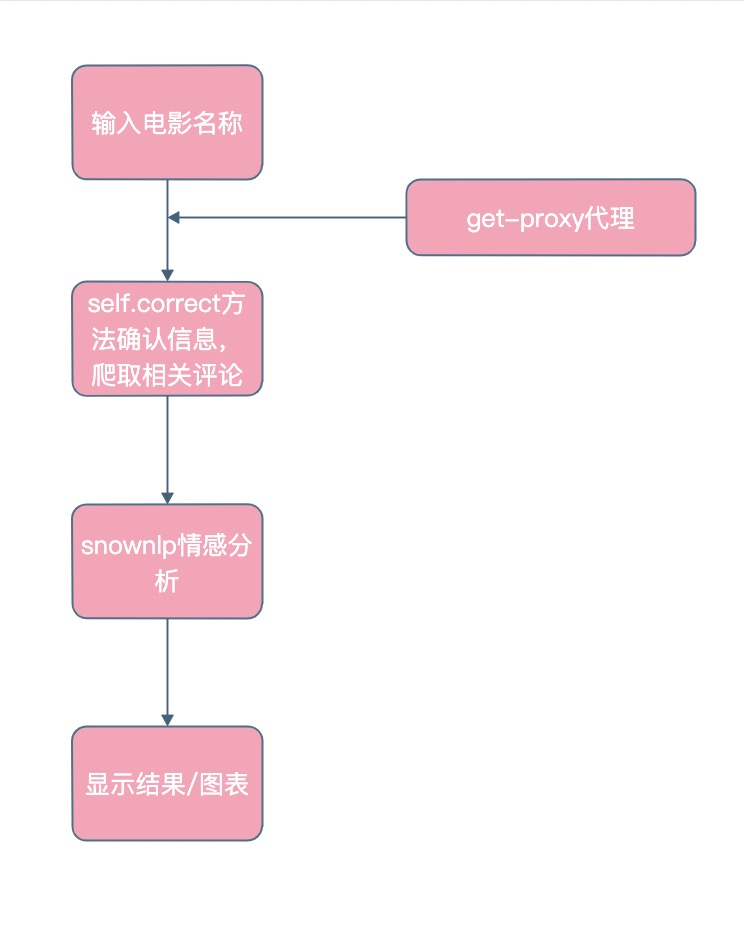 输入电影名称
get-proxy代理
self.correct方
法确认信息，
爬取相关评论
snownlp情感分
析
显示结果/图表